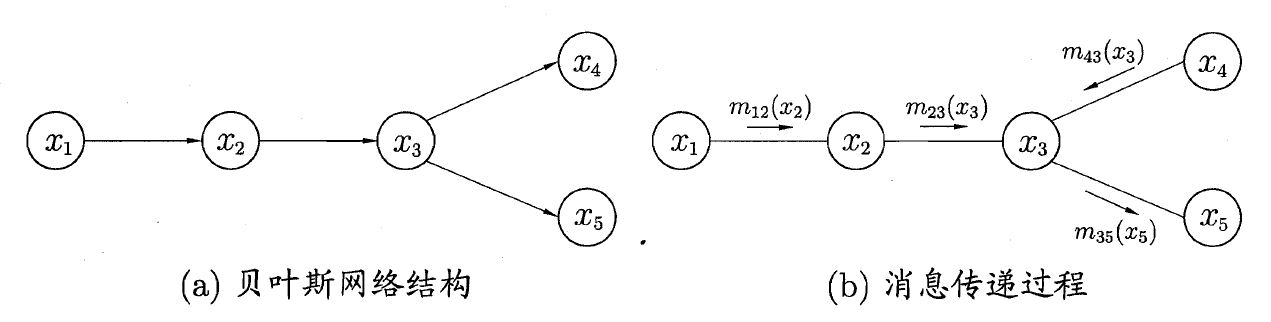 x₁ x₂ x₃ x₄ x₅
(a) 贝叶斯网络结构
x₁ m₁₂(x₂) x₂ m₂₃(x₃) x₃ m₄₃(x₃) x₄ m₃₅(x₅) x₅
(b) 消息传递过程